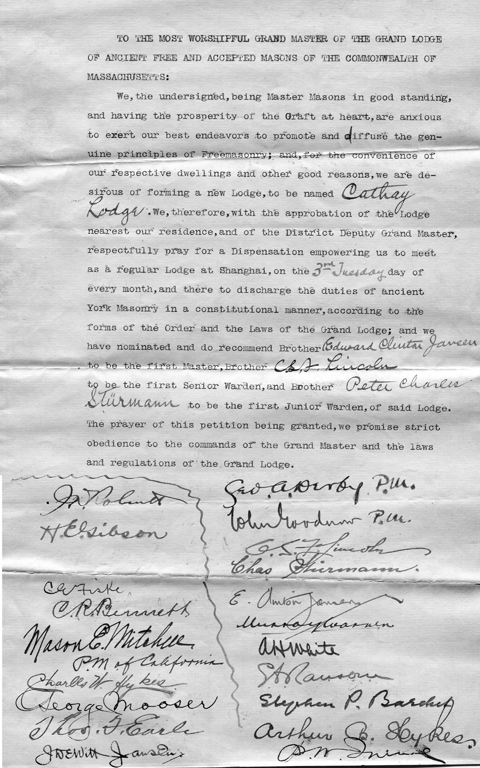 TO THE MOST WORSHIPFUL GRAND MASTER OF THE GRAND LODGE
OF ANCIENT FREE AND ACCEPTED MASONS OF THE COMMONWEALTH OF
MASSACHUSETTS:
We, the undersigned, being Master Masons in good standing,
and having the prosperity of the Craft at heart, are anxious
to exert our best endeavors to promote and diffuse the gen-
uine principles of Freemasonry; and, for the convenience of
our respective dwellings and other good reasons, we are de-
sirous of forming a new Lodge, to be named Cathay
Lodge. We, therefore, with the approbation of the Lodge
nearest our residence, and of the District Deputy Grand Master,
respectfully pray for a Dispensation empowering us to meet
as a regular Lodge at Shanghai, on the 3rd Tuesday day of
every month, and there to discharge the duties of ancient
York Masonry in a constitutional manner, according to the
forms of the Order and the Laws of the Grand Lodge; and we
have nominated and do recommend Brother Edward Clinton Jansen
to be the first Master, Brother C.S.F. Lincoln
to be the first Senior Warden, and Brother Peter Charles
Stürmann to be the first Junior Warden, of said Lodge.
The prayer of this petition being granted, we promise strict
obedience to the commands of the Grand Master and the laws
and regulations of the Grand Lodge.
Geo. A. Derby P.M.
H.E. Gibson
John Goodnow P.M.
C.S.F. Lincoln
Chas Stürmann.
E. Clinton Jansen
C.R. Bennett
Murray Warner
Mason E. Mitchell
P.M of California
A H White
Charles W Hykes
George Mooser
Stephen P. Barchet
Thos. F. Earle
Arthur B. Hykes.
J. DeWitt Jansen.